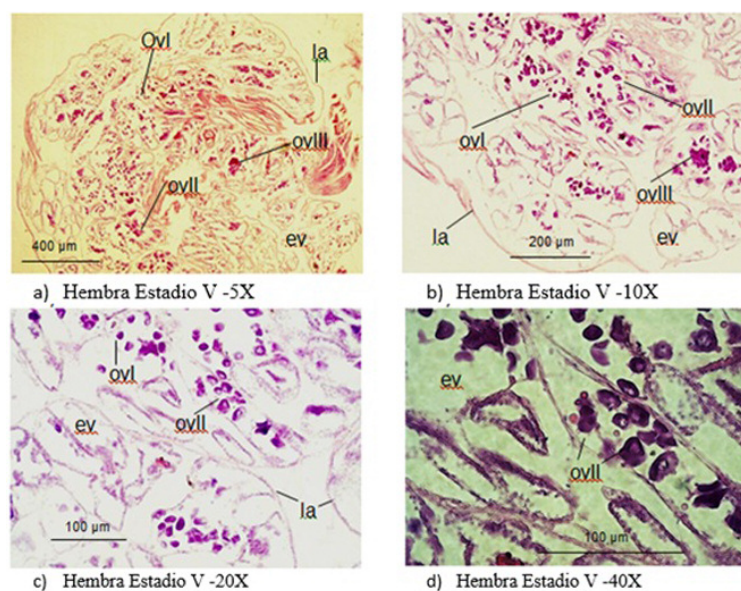 OvI
la
ovIII
ovII
ev
400 µm
a) Hembra Estadio V -5X
ovII
ovI
ovIII
la
ev
200 µm
b) Hembra Estadio V -10X
ovI
ovII
ev
la
100 µm
c) Hembra Estadio V -20X
ev
ovII
100 µm
d) Hembra Estadio V -40X